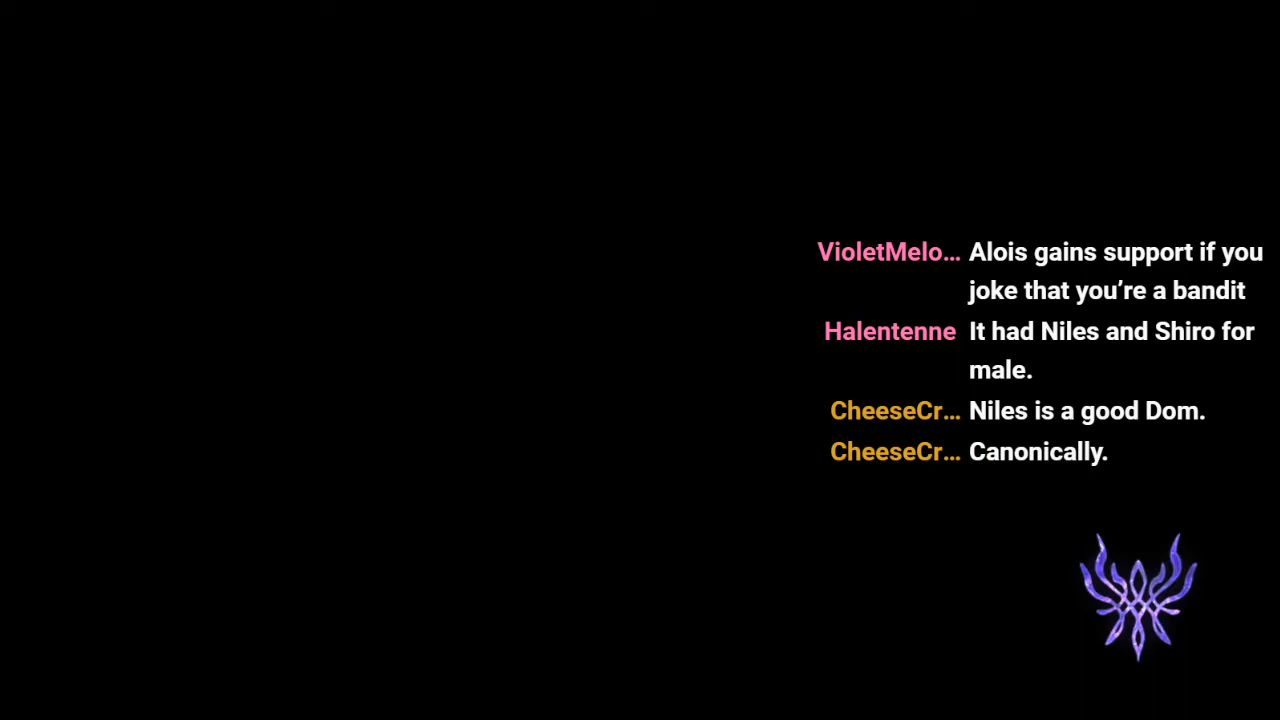 VioletMelo... Alois gains support if you
joke that you’re a bandit
Halentenne It had Niles and Shiro for
male.
CheeseCr... Niles is a good Dom.
CheeseCr... Canonically.